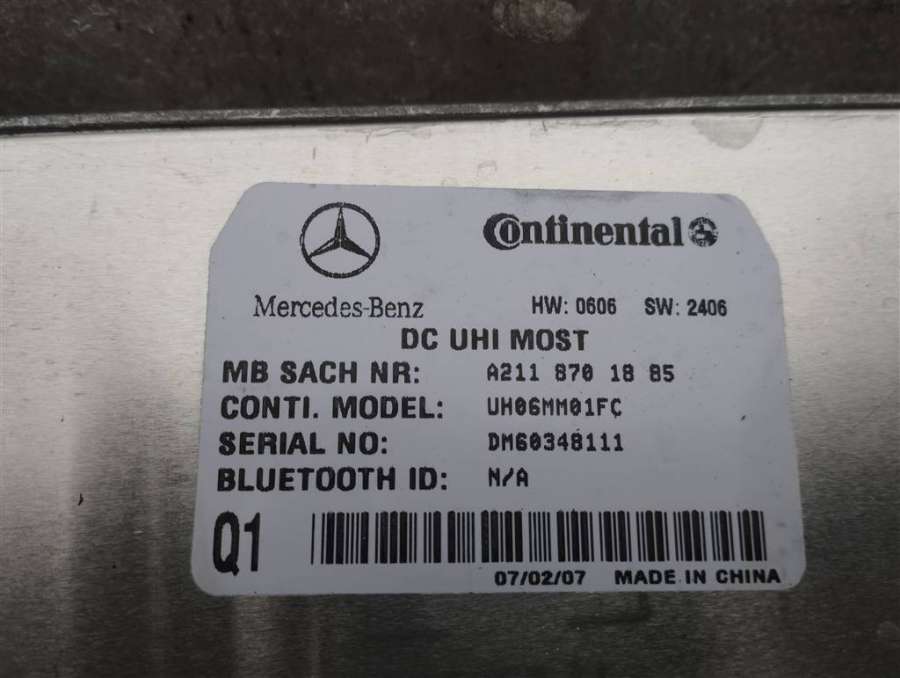 Continental
Mercedes-Benz
HW: 0606 SW: 2406
DC UHI MOST
MB SACH NR: A211 870 18 85
CONTI. MODEL: UH06MM01FC
SERIAL NO: DM60348111
BLUETOOTH ID: N/A
Q1
07/02/07 MADE IN CHINA